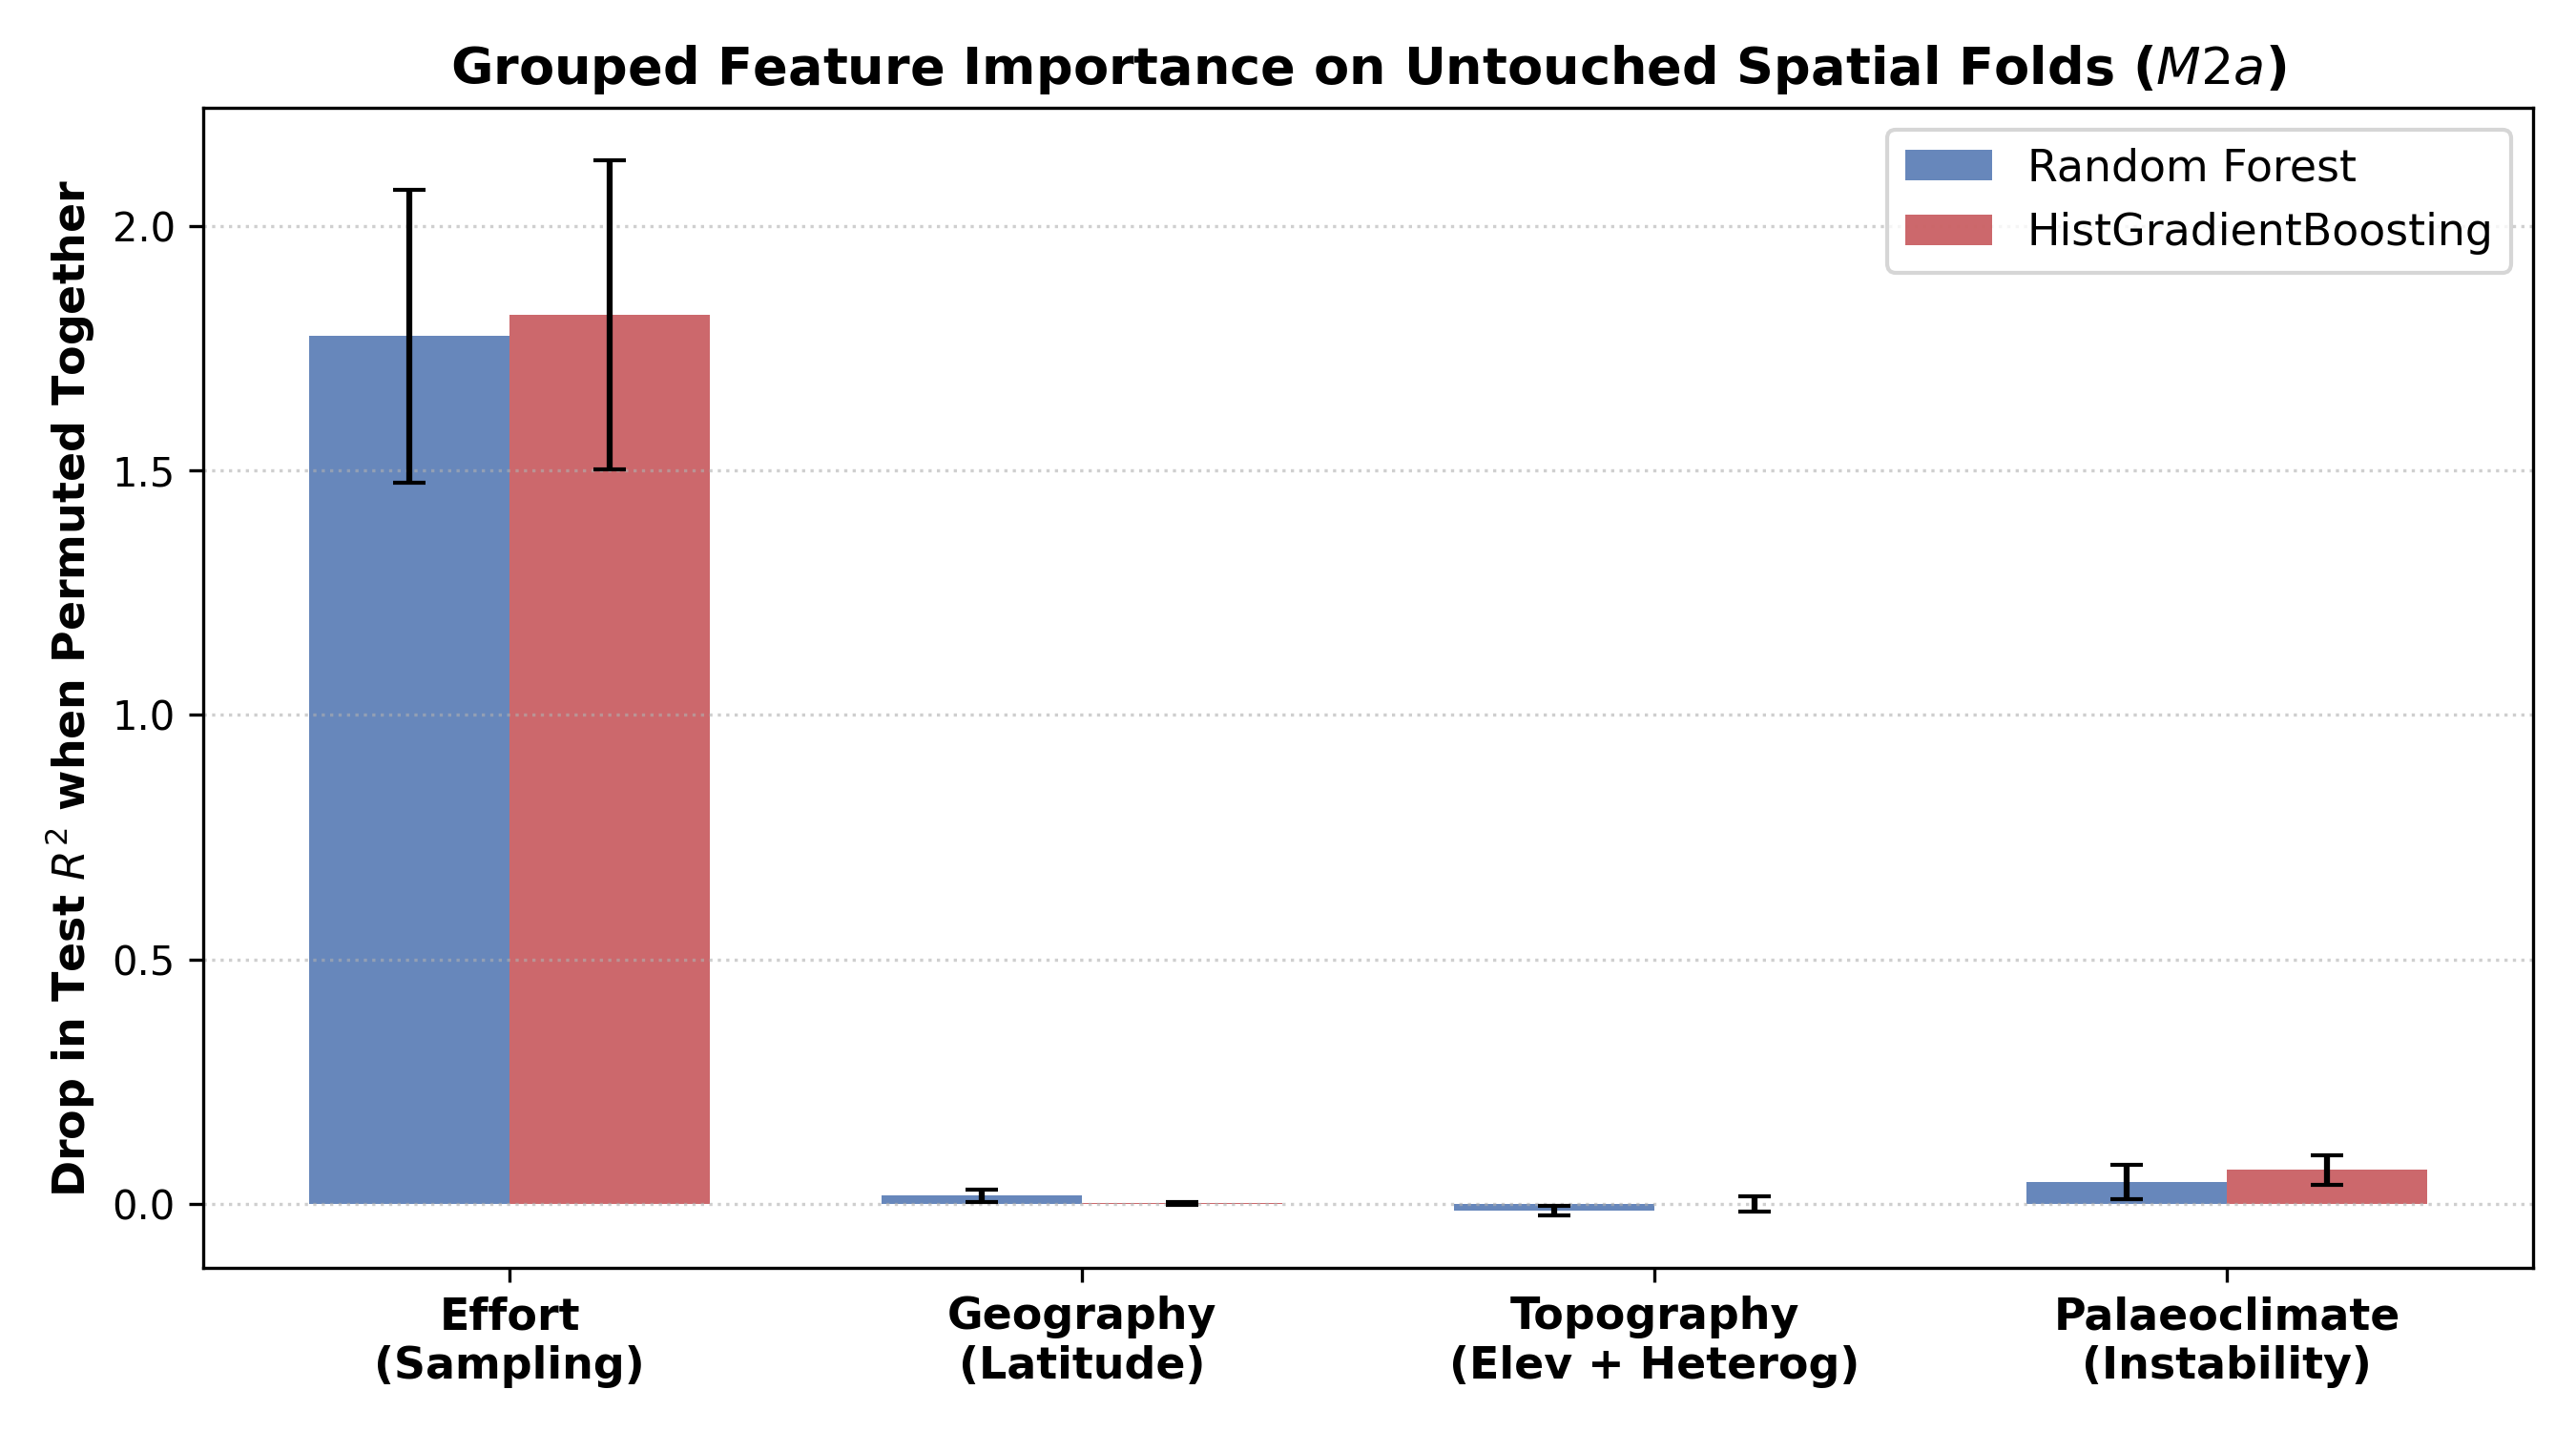 Grouped Feature Importance on Untouched Spatial Folds (M2a)
Random Forest
HistGradientBoosting
Drop in Test R² when Permuted Together
2.0
1.5
1.0
0.5
0.0
Effort
(Sampling)
Geography
(Latitude)
Topography
(Elev + Heterog)
Palaeoclimate
(Instability)